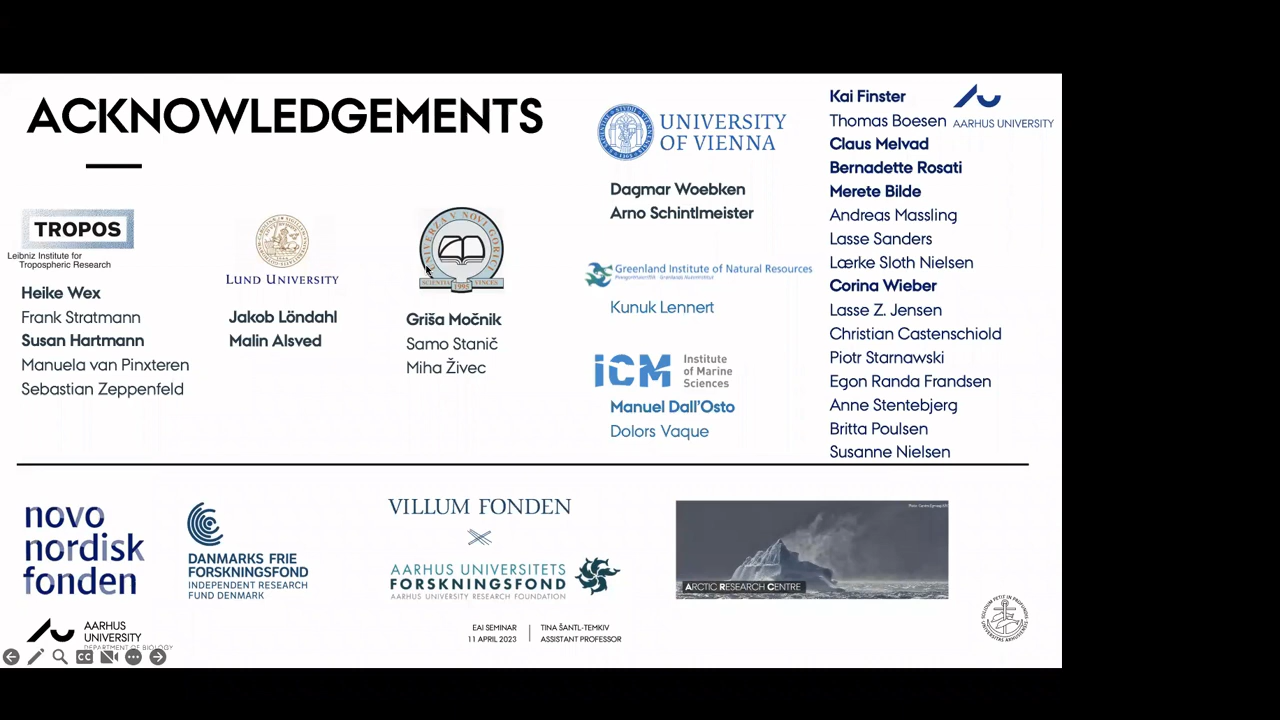 ACKNOWLEDGEMENTS
TROPOS
Leibniz Institute for
Tropospheric Research
Heike Wex
Frank Stratmann
Susan Hartmann
Manuela van Pinxteren
Sebastian Zeppenfeld
LUND UNIVERSITY
Jakob Löndahl
Malin Alsved
1995
Griša Močnik
Samo Stanič
Miha Živec
UNIVERSITY
OF VIENNA
Dagmar Woebken
Arno Schintlmeister
Greenland Institute of Natural Resources
Kunuk Lennert
ICM
Institute
of Marine
Sciences
Manuel Dall'Osto
Dolors Vaque
AARHUS UNIVERSITY
Kai Finster
Thomas Boesen
Claus Melvad
Bernadette Rosati
Merete Bilde
Andreas Massling
Lasse Sanders
Lærke Sloth Nielsen
Corina Wieber
Lasse Z. Jensen
Christian Castenschiold
Piotr Starnawski
Egon Randa Frandsen
Anne Stentebjerg
Britta Poulsen
Susanne Nielsen
novo
nordisk
fonden
DANMARKS FRIE
FORSKNINGSFOND
INDEPENDENT RESEARCH
FUND DENMARK
VILLUM FONDEN
AARHUS UNIVERSITETS
FORSKNINGSFOND
AARHUS UNIVERSITY RESEARCH FOUNDATION
ARCTIC RESEARCH CENTRE
AARHUS
UNIVERSITY
DEPARTMENT OF BIOLOGY
EAI SEMINAR
11 APRIL 2023
TINA ŠANTL-TEMKIV
ASSISTANT PROFESSOR
CC